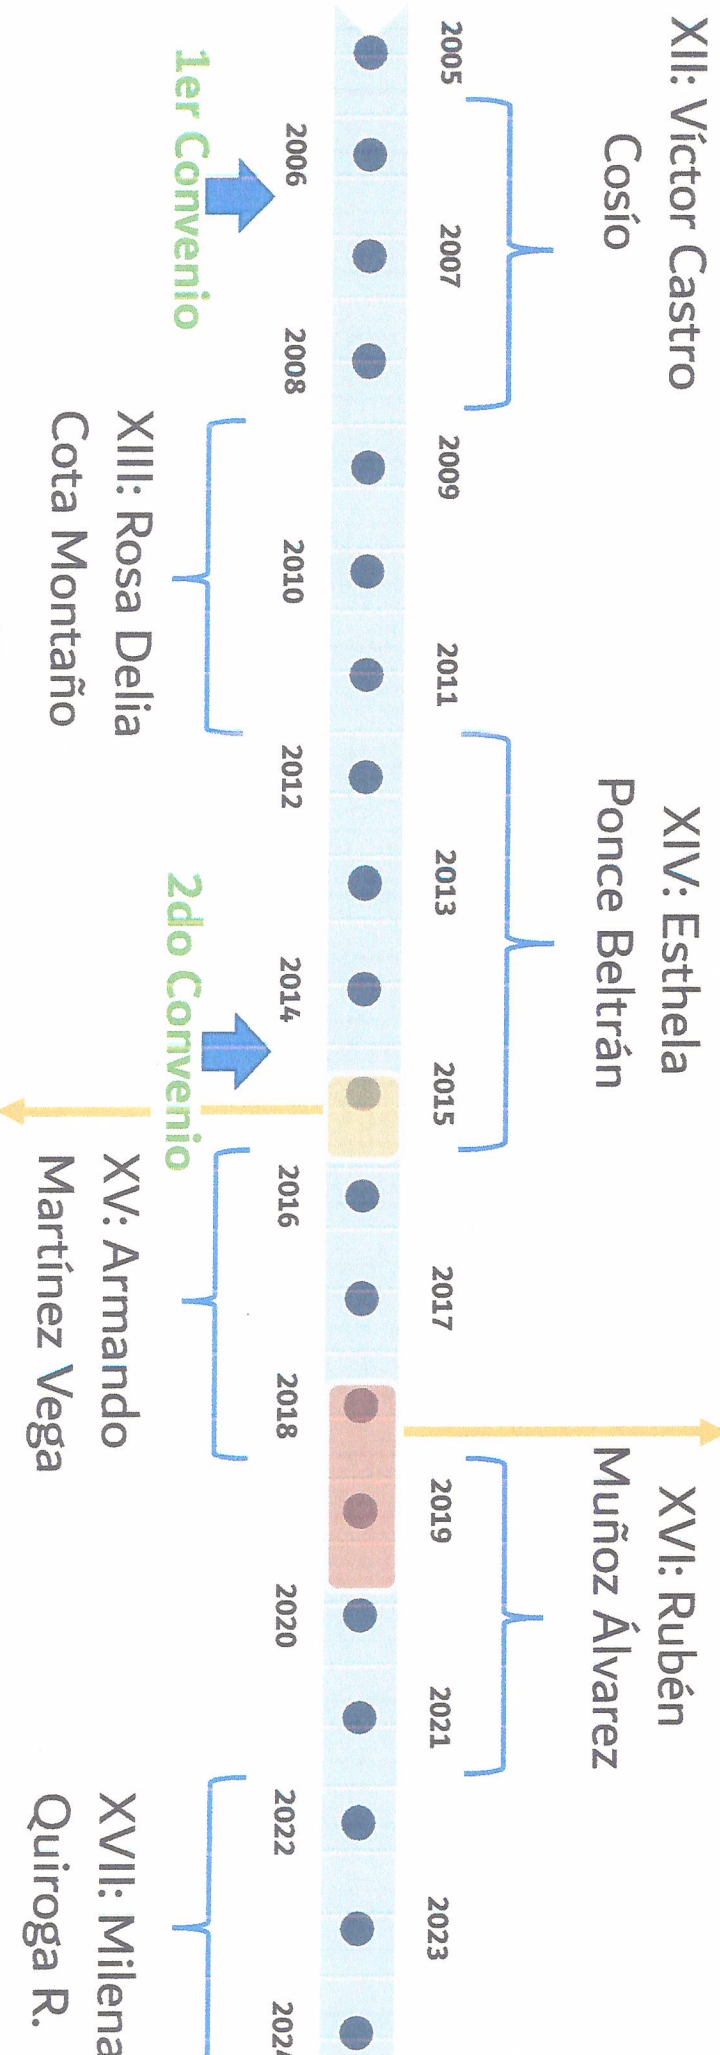 XII: Víctor Castro
Cosío
XIV: Esthela
Ponce Beltrán
XVI: Rubén
Muñoz Álvarez
2005
2007
2009
2011
2013
2015
2017
2019
2021
2023
2006
2008
2010
2012
2014
2016
2018
2020
2022
2024
1er Convenio
2do Convenio
XIII: Rosa Delia
Cota Montaño
XV: Armando
Martínez Vega
XVII: Milena
Quiroga R.